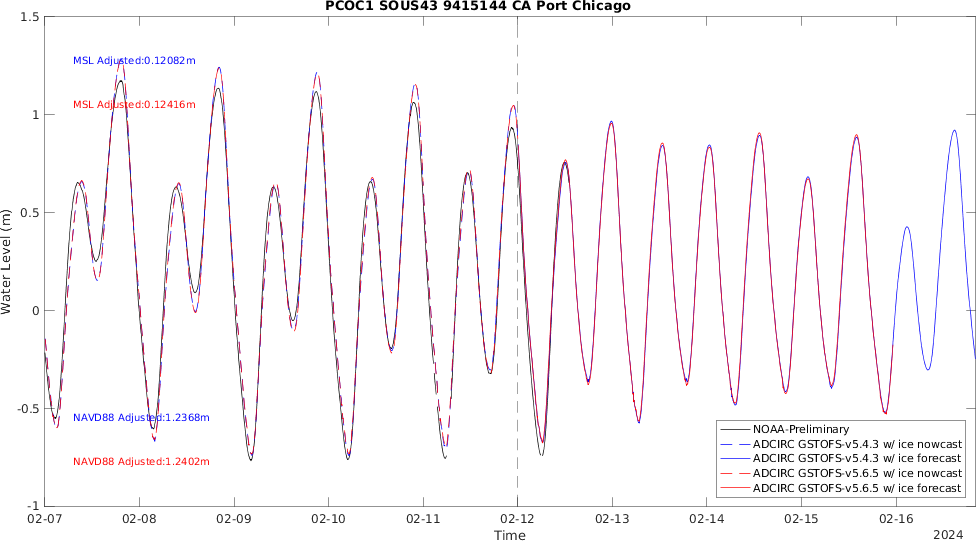 PCOC1 SOUS43 9415144 CA Port Chicago
1.5
1
0.5
0
-0.5
-1
Water Level (m)
MSL Adjusted:0.12082m
MSL Adjusted:0.12416m
NAVD88 Adjusted:1.2368m
NAVD88 Adjusted:1.2402m
NOAA-Preliminary
ADCIRC GSTOFS-v5.4.3 w/ ice nowcast
ADCIRC GSTOFS-v5.4.3 w/ ice forecast
ADCIRC GSTOFS-v5.6.5 w/ ice nowcast
ADCIRC GSTOFS-v5.6.5 w/ ice forecast
02-07 02-08 02-09 02-10 02-11 02-12 02-13 02-14 02-15 02-16
Time
2024